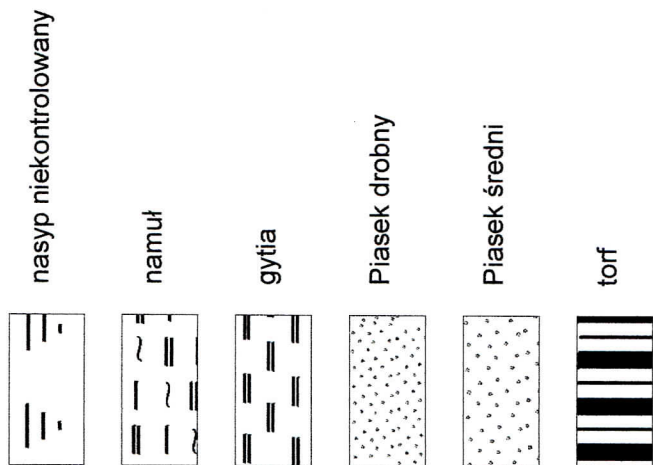 nasyp niekontrolowany
namuł
gytia
Piasek drobny
Piasek średni
torf